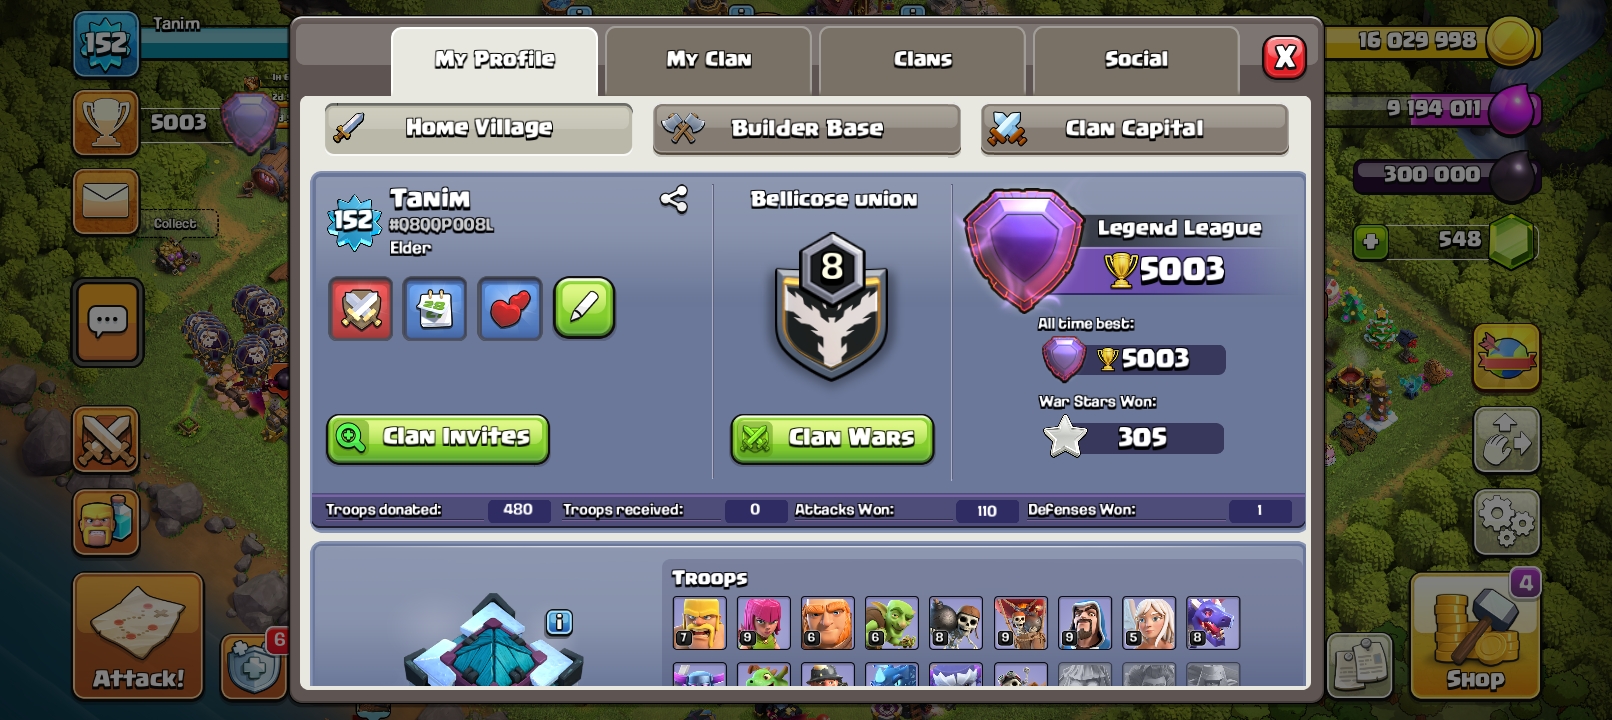 152
Tanim
My Profile
My Clan
Clans
Social
X
16 029 998
5003
Home Village
Builder Base
Clan Capital
9 194 011
300 000
548
Collect
152
Tanim
#Q8QQP008L
Elder
Bellicose union
8
Legend League
5003
All time best:
5003
War Stars Won:
305
Clan Invites
Clan Wars
Troops donated: 480
Troops received: 0
Attacks Won: 110
Defenses Won: 1
Troops
7 9 6 6 8 9 9 5 8
i
Attack!
6
4
Shop